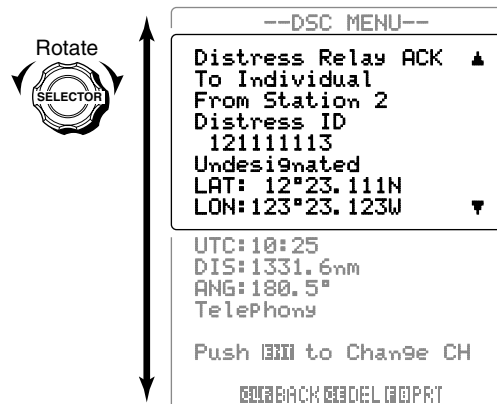 Rotate
SELECTOR
--DSC MENU--
Distress Relay ACK ▲
To Individual
From Station 2
Distress ID
121111113
Undesignated
LAT: 12°23.111N
LON:123°23.123W ▼
UTC:10:25
DIS:1331.6nm
ANG:180.5°
Telephony
Push to Change CH
BACK DEL PRT